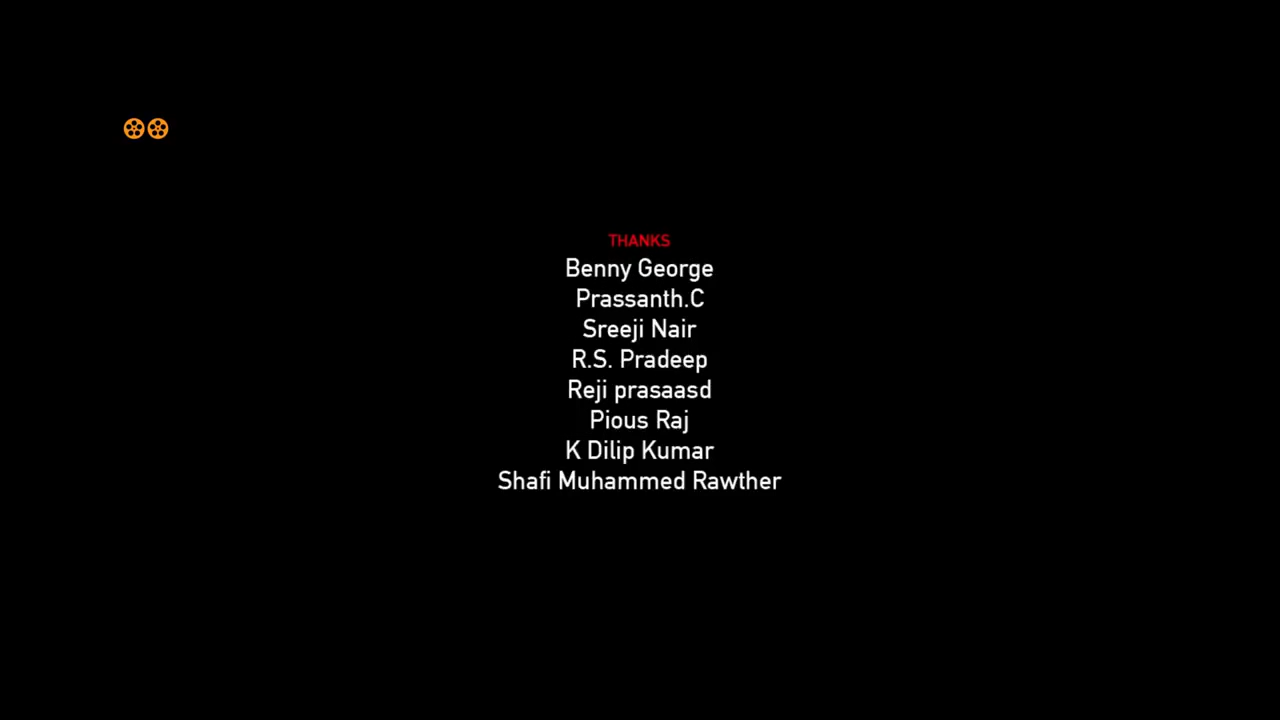 THANKS
Benny George
Prassanth.C
Sreeji Nair
R.S. Pradeep
Reji prasaasd
Pious Raj
K Dilip Kumar
Shafi Muhammed Rawther